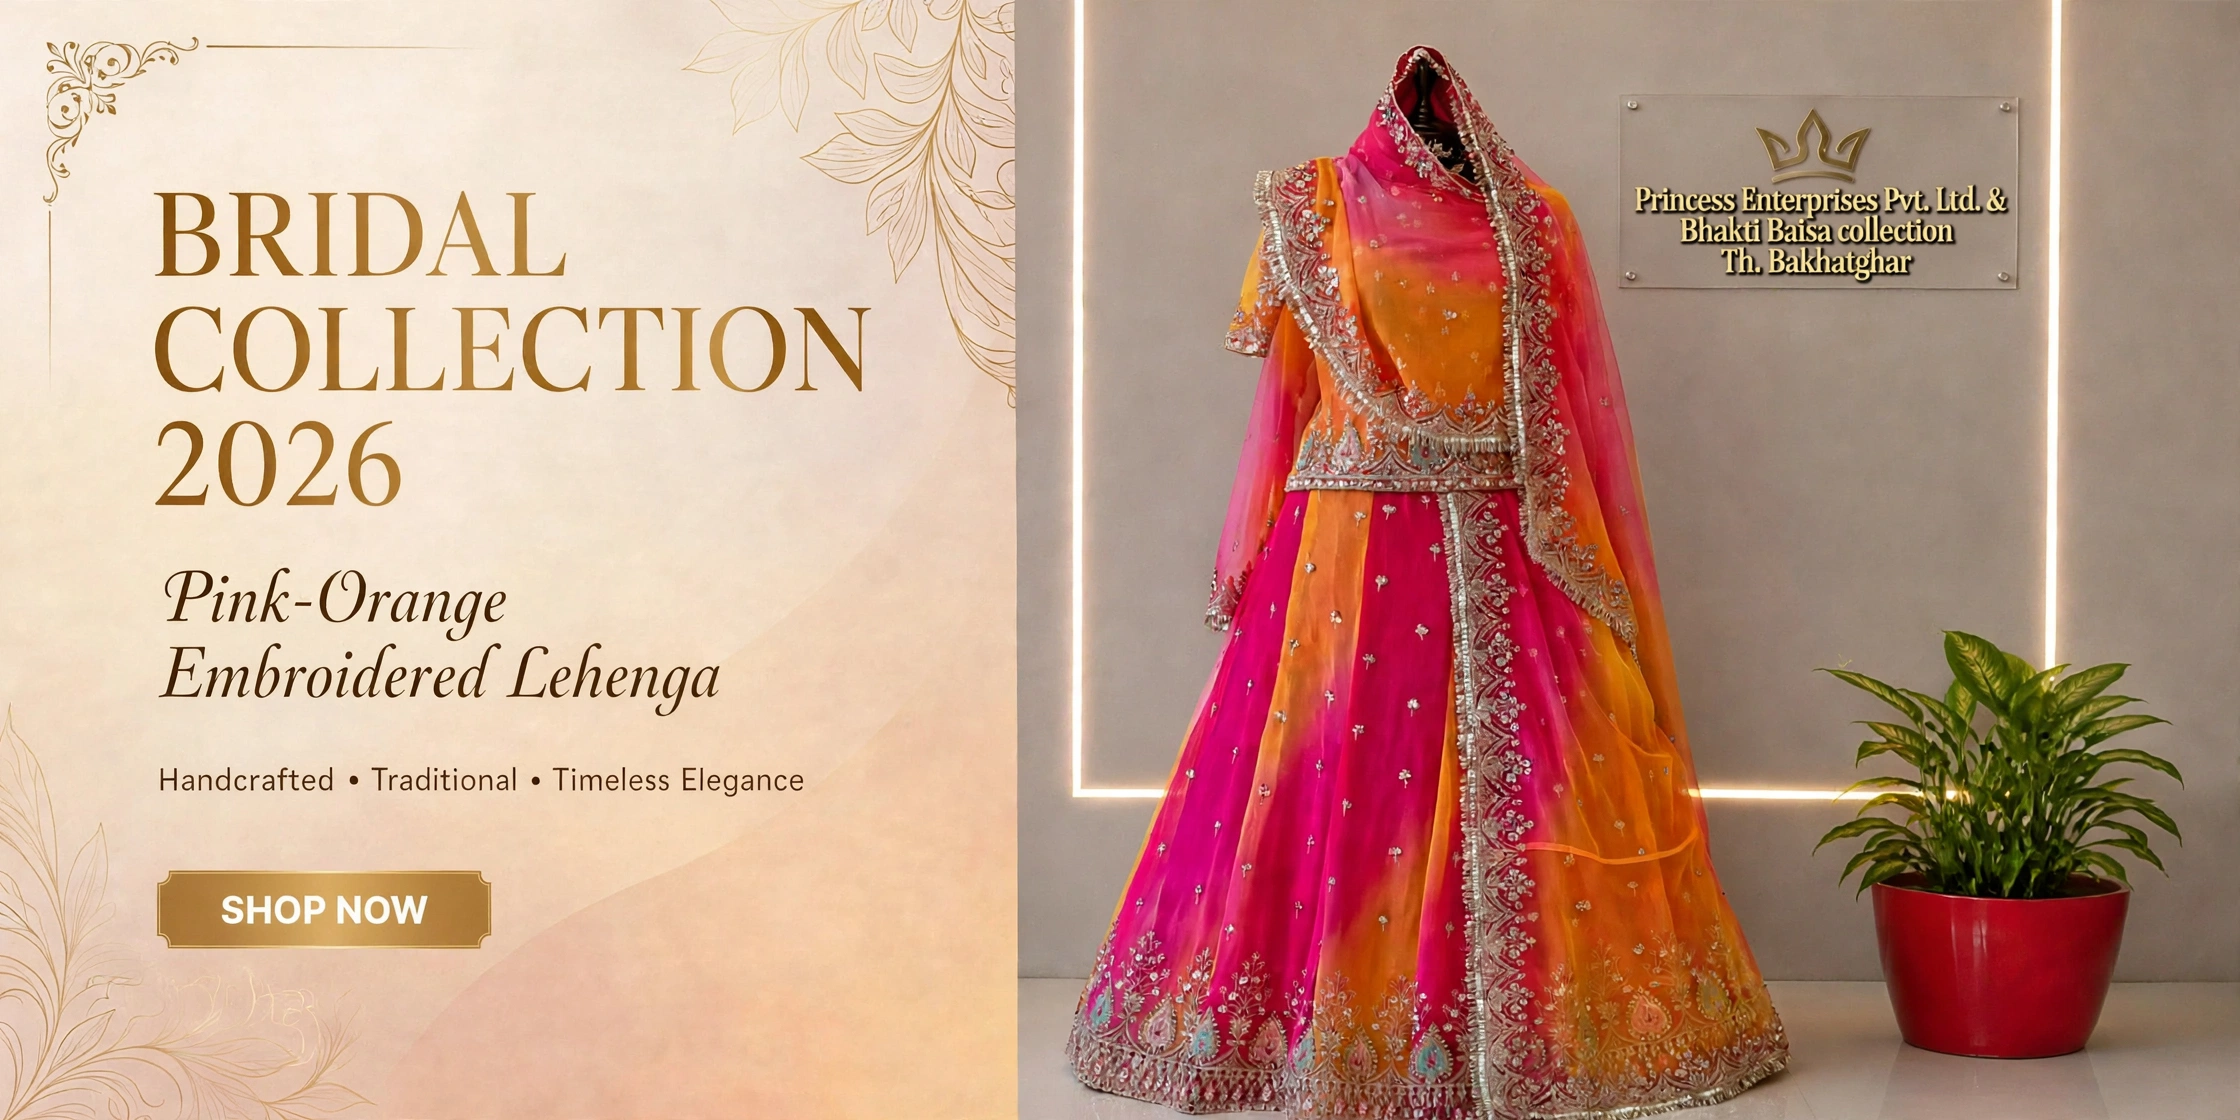 BRIDAL
COLLECTION
2026
Pink-Orange
Embroidered Lehenga
Handcrafted • Traditional • Timeless Elegance
SHOP NOW
Princess Enterprises Pvt. Ltd. &
Bhakti Baisa collection
Th. Bakhatghar